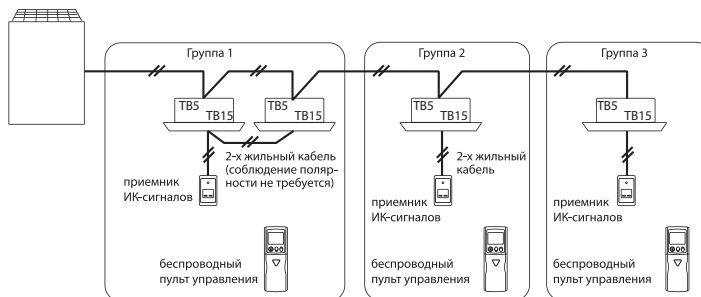 Группа 1
TB5
TB15
TB5
TB15
2-х жильный кабель
(соблюдение поляр-
ности не требуется)
приемник
ИК-сигналов
беспроводный
пульт управления
Группа 2
TB5
TB15
2-х жильный
кабель
приемник
ИК-сигналов
беспроводный
пульт управления
Группа 3
TB5
TB15
приемник
ИК-сигналов
беспроводный
пульт управления